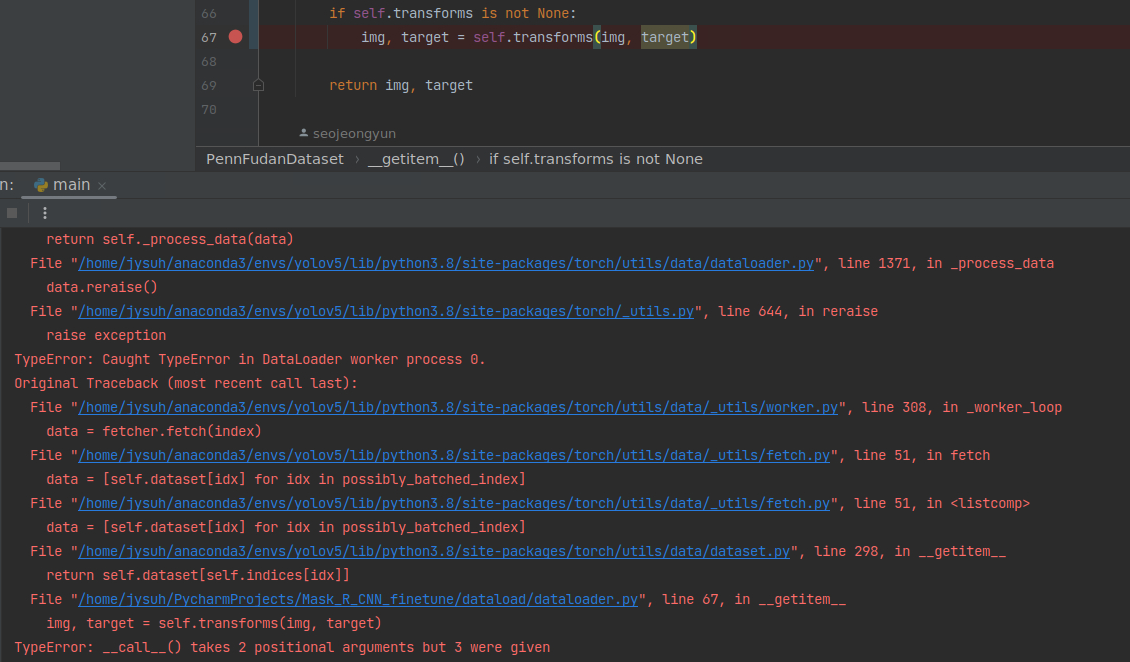 66 if self.transforms is not None:
67 img, target = self.transforms(img, target)
68
69 return img, target
70
seojeongyun
PennFudanDataset › __getitem__() › if self.transforms is not None
n: main ×
return self._process_data(data)
File "/home/jysuh/anaconda3/envs/yolov5/lib/python3.8/site-packages/torch/utils/data/dataloader.py", line 1371, in _process_data
data.reraise()
File "/home/jysuh/anaconda3/envs/yolov5/lib/python3.8/site-packages/torch/_utils.py", line 644, in reraise
raise exception
TypeError: Caught TypeError in DataLoader worker process 0.
Original Traceback (most recent call last):
File "/home/jysuh/anaconda3/envs/yolov5/lib/python3.8/site-packages/torch/utils/data/_utils/worker.py", line 308, in _worker_loop
data = fetcher.fetch(index)
File "/home/jysuh/anaconda3/envs/yolov5/lib/python3.8/site-packages/torch/utils/data/_utils/fetch.py", line 51, in fetch
data = [self.dataset[idx] for idx in possibly_batched_index]
File "/home/jysuh/anaconda3/envs/yolov5/lib/python3.8/site-packages/torch/utils/data/_utils/fetch.py", line 51, in <listcomp>
data = [self.dataset[idx] for idx in possibly_batched_index]
File "/home/jysuh/anaconda3/envs/yolov5/lib/python3.8/site-packages/torch/utils/data/dataset.py", line 298, in __getitem__
return self.dataset[self.indices[idx]]
File "/home/jysuh/PycharmProjects/Mask_R_CNN_finetune/dataload/dataloader.py", line 67, in __getitem__
img, target = self.transforms(img, target)
TypeError: __call__() takes 2 positional arguments but 3 were given